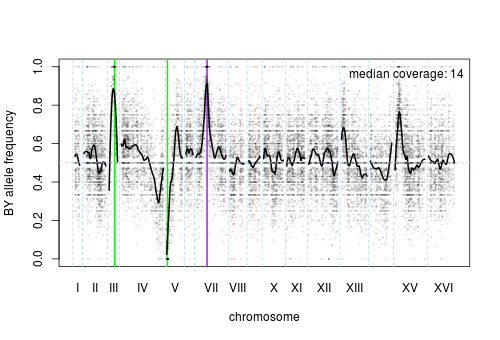 median coverage: 14
1.0
0.8
0.6
0.4
0.2
0.0
BY allele frequency
I II III IV V VII VIII X XI XII XIII XV XVI
chromosome